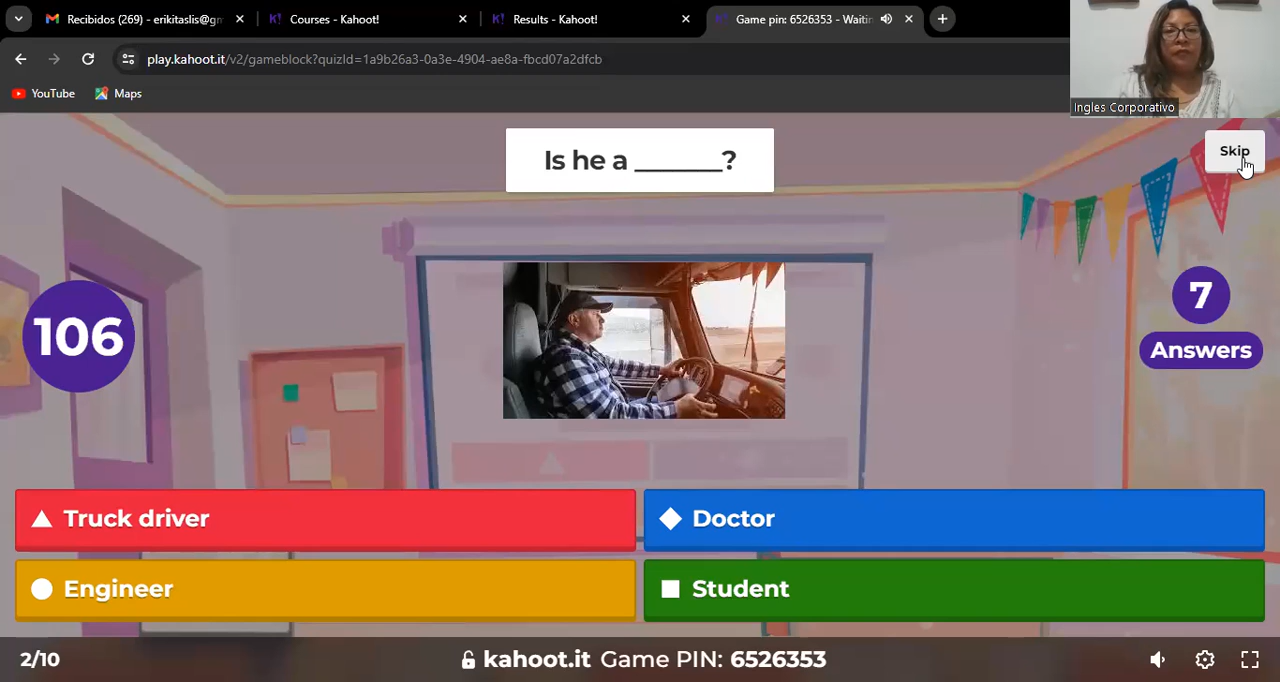 Recibidos (269) - erikitaslis@gm
Courses - Kahoot!
Results - Kahoot!
Game pin: 6526353 - Waitin
play.kahoot.it/v2/gameblock?quizId=1a9b26a3-0a3e-4904-ae8a-fbcd07a2dfcb
YouTube
Maps
Ingles Corporativo
Is he a _______?
Skip
106
7
Answers
Truck driver
Doctor
Engineer
Student
2/10
kahoot.it Game PIN: 6526353